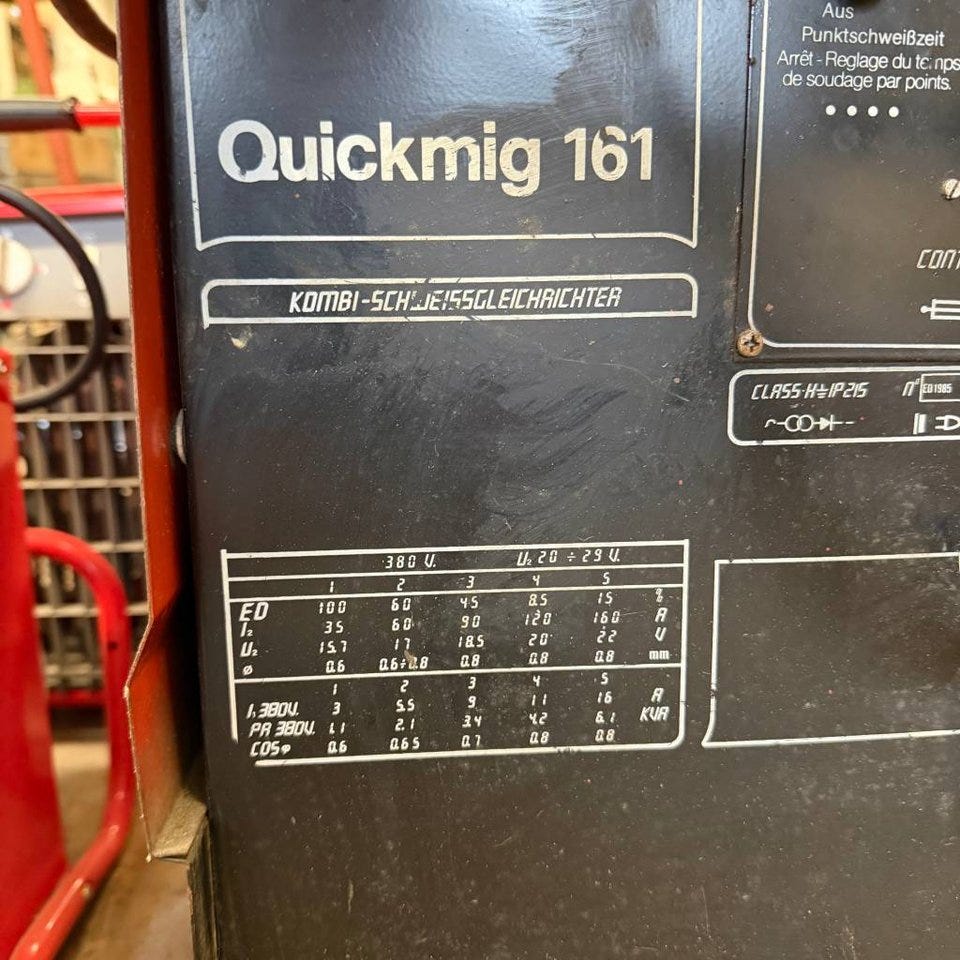 Aus
Punktschweißzeit
Arrêt - Reglage du temps
de soudage par points.
Quickmig 161
CONT
KOMBI-SCHWEISSGLEICHRICHTER
CLASS-H IP21S N° ED1985
380 V. U₂ 20 ÷ 29 V.
1 2 3 4 5
ED 100 60 45 8.5 15 %
I₂ 35 60 90 120 160 A
U₂ 15.7 17 18.5 20 22 V
ø 0.6 0.6÷0.8 0.8 0.8 0.8 mm
1 2 3 4 5
I₁ 380V. 3 5.5 9 11 16 A
PR 380V. 1.1 2.1 3.4 4.2 6.1 KVA
COSφ 0.6 0.65 0.7 0.8 0.8